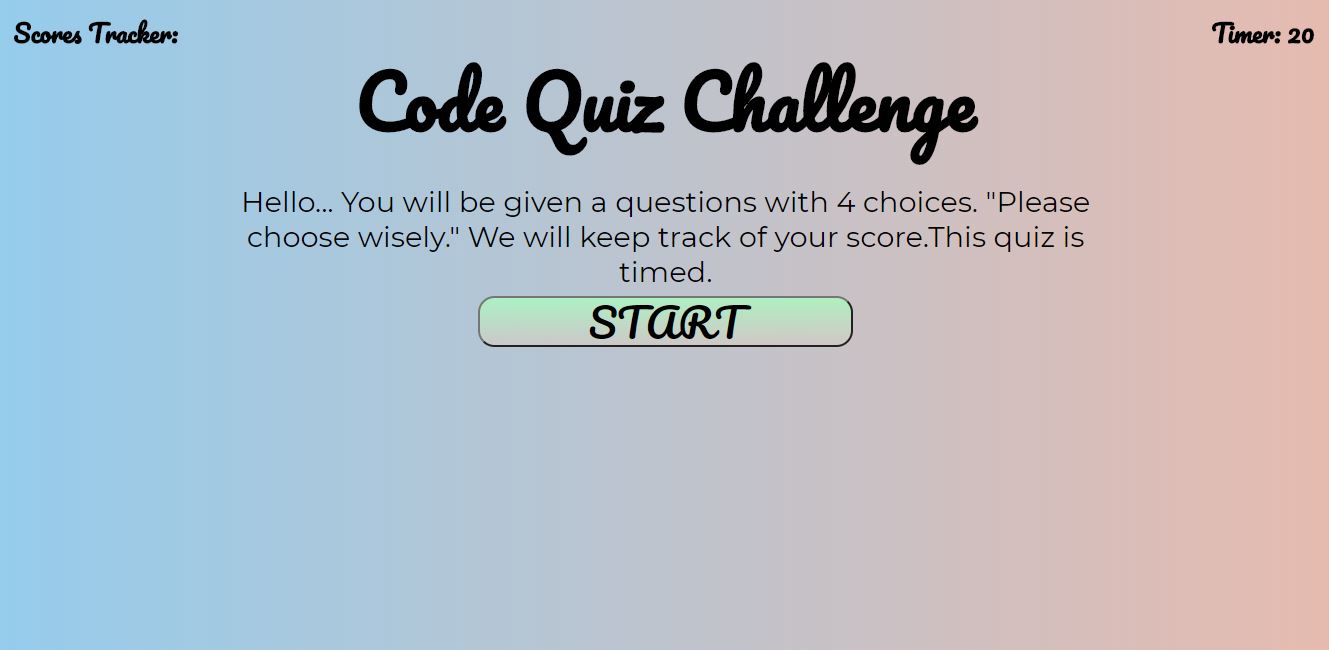 Scores Tracker:
Timer: 20
Code Quiz Challenge
Hello... You will be given a questions with 4 choices. "Please
choose wisely." We will keep track of your score.This quiz is
timed.
START